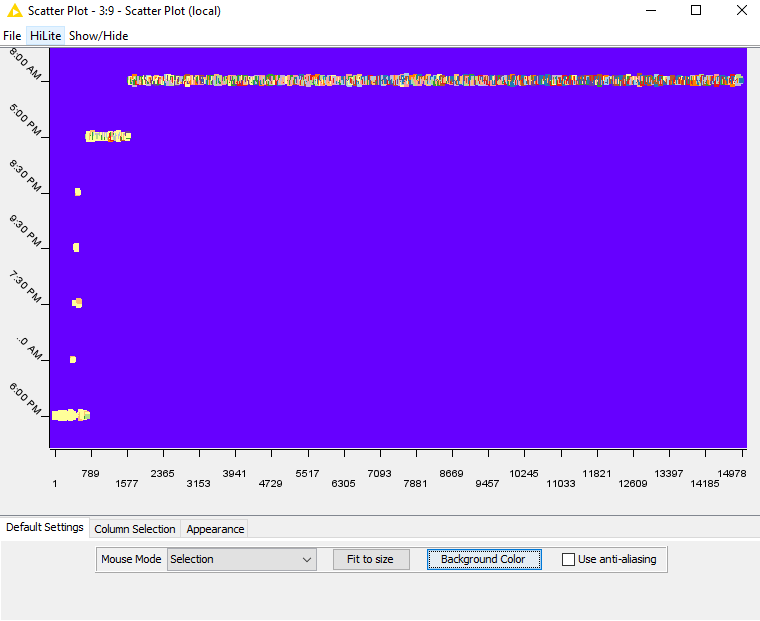 Scatter Plot - 3:9 - Scatter Plot (local)
File HiLite Show/Hide
8:00 AM
5:00 PM
8:30 PM
9:30 PM
7:30 PM
..0 AM
6:00 PM
789 2365 3941 5517 7093 8669 10245 11821 13397 14978
1 1577 3153 4729 6305 7881 9457 11033 12609 14185
Default Settings Column Selection Appearance
Mouse Mode Selection Fit to size Background Color Use anti-aliasing